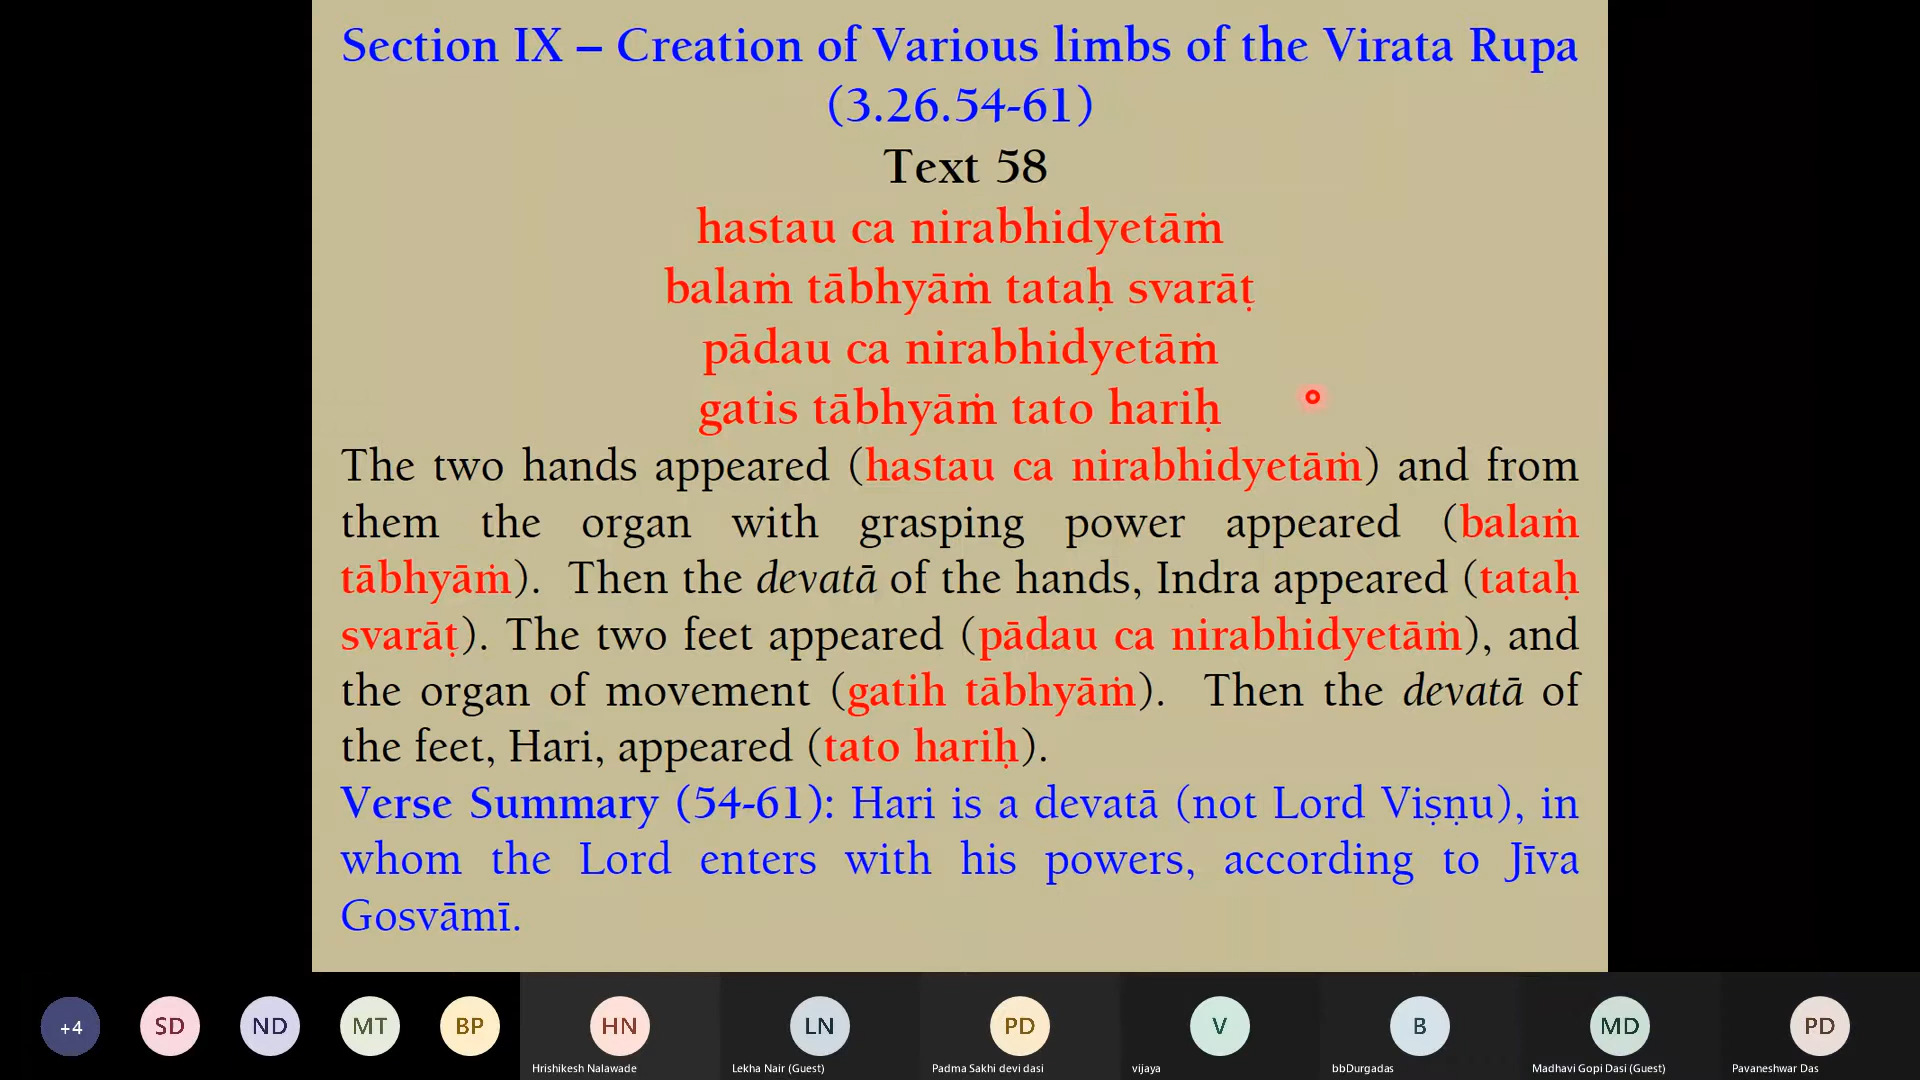 Section IX – Creation of Various limbs of the Virata Rupa
(3.26.54-61)
Text 58
hastau ca nirabhidyetāṁ
balaṁ tābhyāṁ tataḥ svarāṭ
pādau ca nirabhidyetāṁ
gatis tābhyāṁ tato hariḥ
The two hands appeared (hastau ca nirabhidyetāṁ) and from
them the organ with grasping power appeared (balaṁ
tābhyāṁ). Then the devatā of the hands, Indra appeared (tataḥ
svarāṭ). The two feet appeared (pādau ca nirabhidyetāṁ), and
the organ of movement (gatih tābhyāṁ). Then the devatā of
the feet, Hari, appeared (tato hariḥ).
Verse Summary (54-61): Hari is a devatā (not Lord Viṣṇu), in
whom the Lord enters with his powers, according to Jīva
Gosvāmī.
+4 SD ND MT BP HN LN PD V B MD PD
Hrishikesh Nalawade Lekha Nair (Guest) Padma Sakhi devi dasi vijaya bbDurgadas Madhavi Gopi Dasi (Guest) Pavaneshwar Das